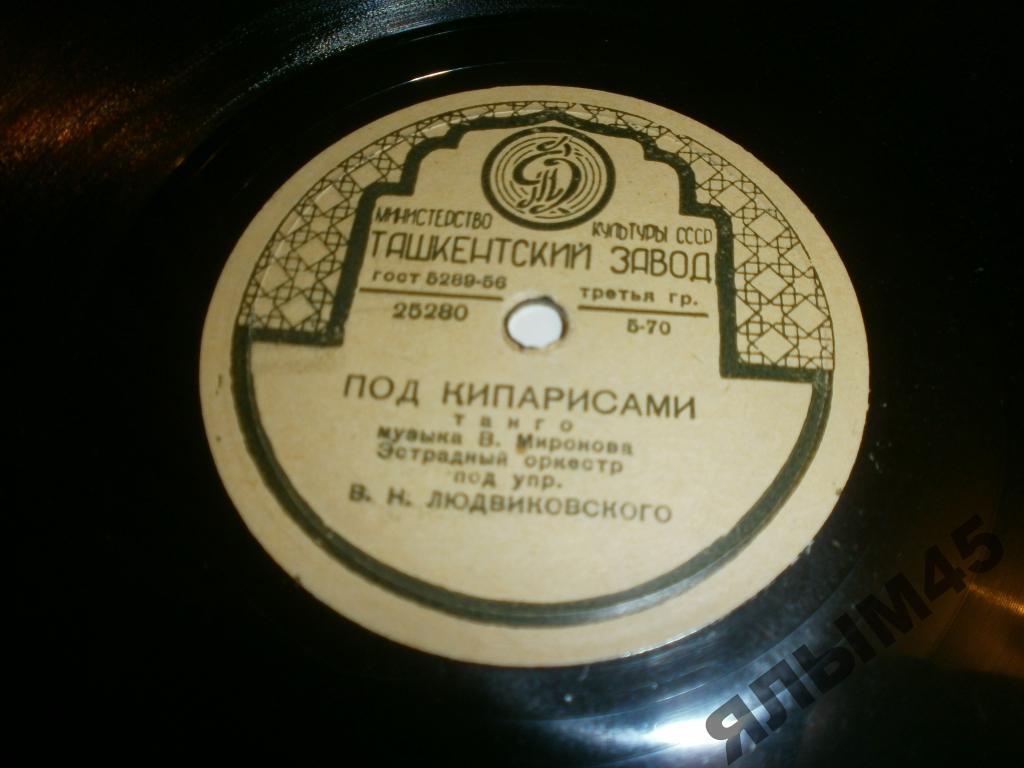 МИНИСТЕРСТВО КУЛЬТУРЫ СССР
ТАШКЕНТСКИЙ ЗАВОД
ГОСТ 5289-56 третья гр.
25280 5-70
ПОД КИПАРИСАМИ
танго
музыка В. Миронова
Эстрадный оркестр
под упр.
В. Н. ЛЮДВИКОВСКОГО
ЯЛЫМ45